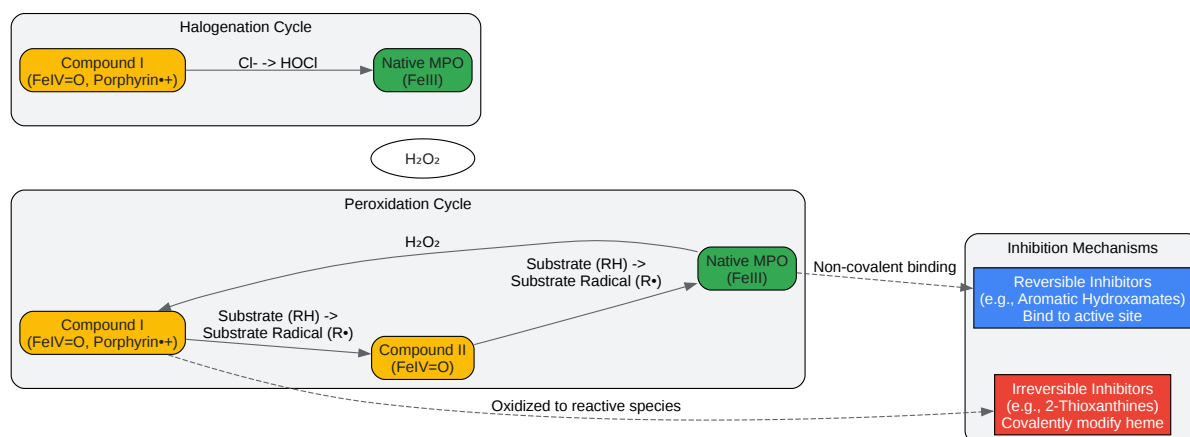 Halogenation Cycle
Compound I
(FeIV=O, Porphyrin•+)
Cl- -> HOCl
Native MPO
(FeIII)
H₂O₂
Peroxidation Cycle
H₂O₂
Native MPO
(FeIII)
Substrate (RH) ->
Substrate Radical (R•)
Compound I
(FeIV=O, Porphyrin•+)
Substrate (RH) ->
Substrate Radical (R•)
Compound II
(FeIV=O)
Non-covalent binding
Oxidized to reactive species
Inhibition Mechanisms
Reversible Inhibitors
(e.g., Aromatic Hydroxamates)
Bind to active site
Irreversible Inhibitors
(e.g., 2-Thioxanthines)
Covalently modify heme